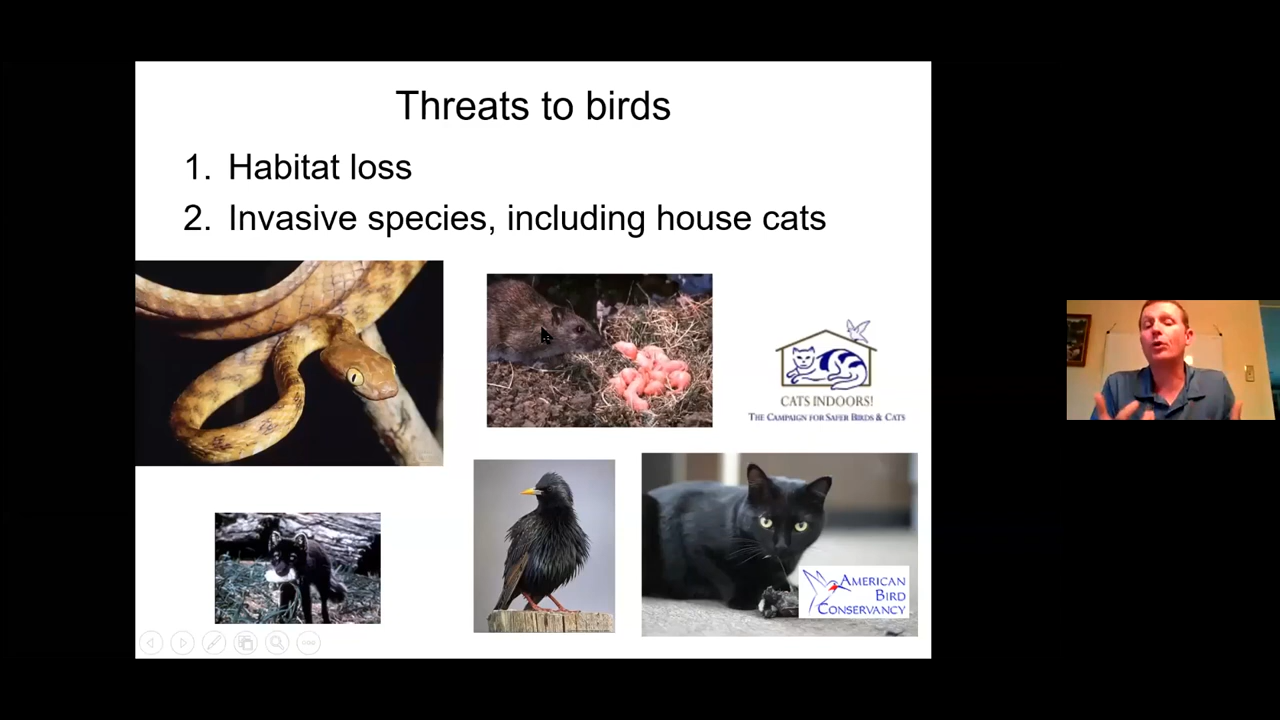 Threats to birds
1. Habitat loss
2. Invasive species, including house cats
CATS INDOORS!
THE CAMPAIGN FOR SAFER BIRDS & CATS
AMERICAN
BIRD
CONSERVANCY